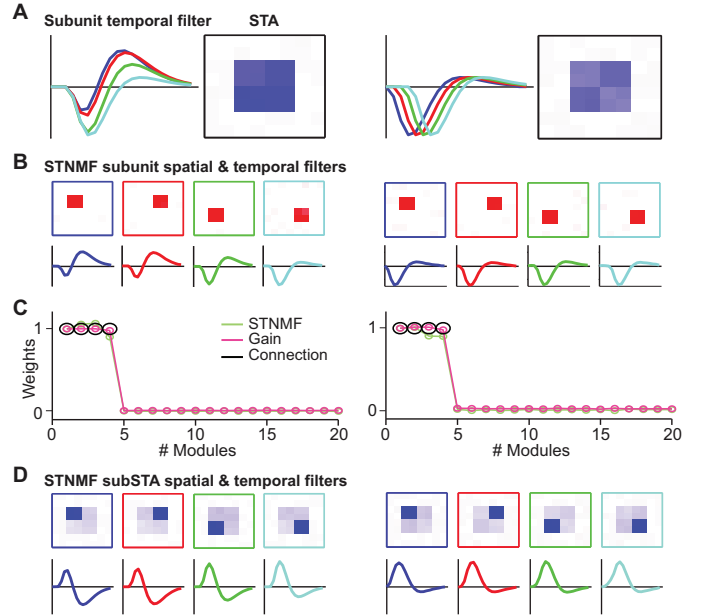 A
Subunit temporal filter STA
B
STNMF subunit spatial & temporal filters
C
Weights
1
0
STNMF
Gain
Connection
0 5 10 15 20
# Modules
1
0
0 5 10 15 20
# Modules
D
STNMF subSTA spatial & temporal filters